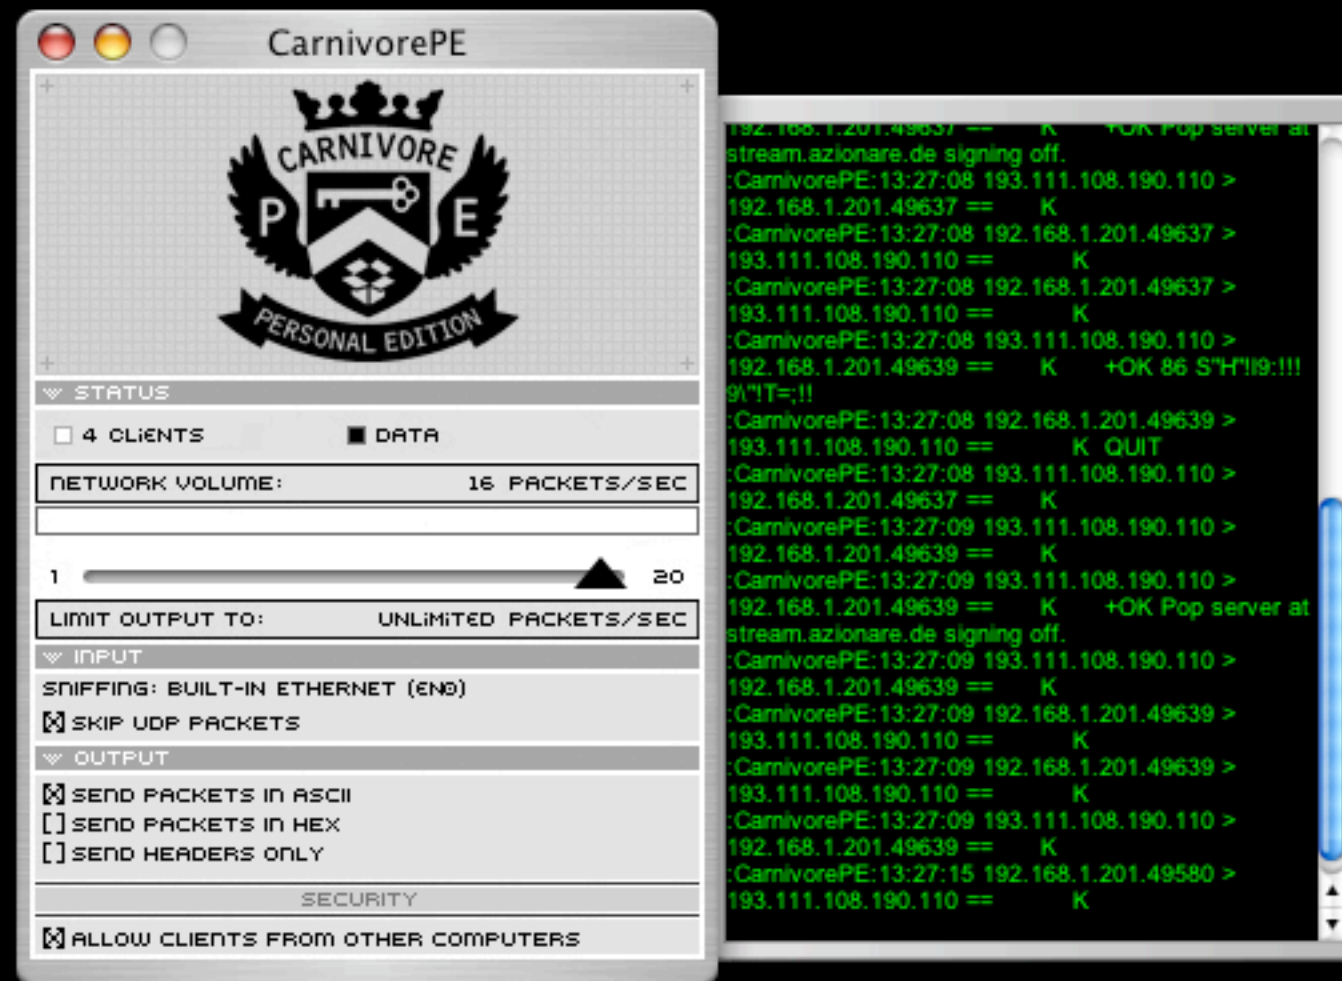 CarnivorePE
CARNIVORE
P E
PERSONAL EDITION
STATUS
4 CLIENTS DATA
NETWORK VOLUME: 16 PACKETS/SEC
1 20
LIMIT OUTPUT TO: UNLIMITED PACKETS/SEC
INPUT
SNIFFING: BUILT-IN ETHERNET (EN0)
[X] SKIP UDP PACKETS
OUTPUT
[X] SEND PACKETS IN ASCII
[ ] SEND PACKETS IN HEX
[ ] SEND HEADERS ONLY
SECURITY
[X] ALLOW CLIENTS FROM OTHER COMPUTERS
192.168.1.201.49637 == K +OK Pop server at
stream.azionare.de signing off.
:CarnivorePE:13:27:08 193.111.108.190.110 >
192.168.1.201.49637 == K
:CarnivorePE:13:27:08 192.168.1.201.49637 >
193.111.108.190.110 == K
:CarnivorePE:13:27:08 192.168.1.201.49637 >
193.111.108.190.110 == K
:CarnivorePE:13:27:08 193.111.108.190.110 >
192.168.1.201.49639 == K +OK 86 S"H"!I9:!!!
9\"!T=;!!
:CarnivorePE:13:27:08 192.168.1.201.49639 >
193.111.108.190.110 == K QUIT
:CarnivorePE:13:27:08 193.111.108.190.110 >
192.168.1.201.49637 == K
:CarnivorePE:13:27:09 193.111.108.190.110 >
192.168.1.201.49639 == K
:CarnivorePE:13:27:09 193.111.108.190.110 >
192.168.1.201.49639 == K +OK Pop server at
stream.azionare.de signing off.
:CarnivorePE:13:27:09 193.111.108.190.110 >
192.168.1.201.49639 == K
:CarnivorePE:13:27:09 192.168.1.201.49639 >
193.111.108.190.110 == K
:CarnivorePE:13:27:09 192.168.1.201.49639 >
193.111.108.190.110 == K
:CarnivorePE:13:27:09 193.111.108.190.110 >
192.168.1.201.49639 == K
:CarnivorePE:13:27:15 192.168.1.201.49580 >
193.111.108.190.110 == K